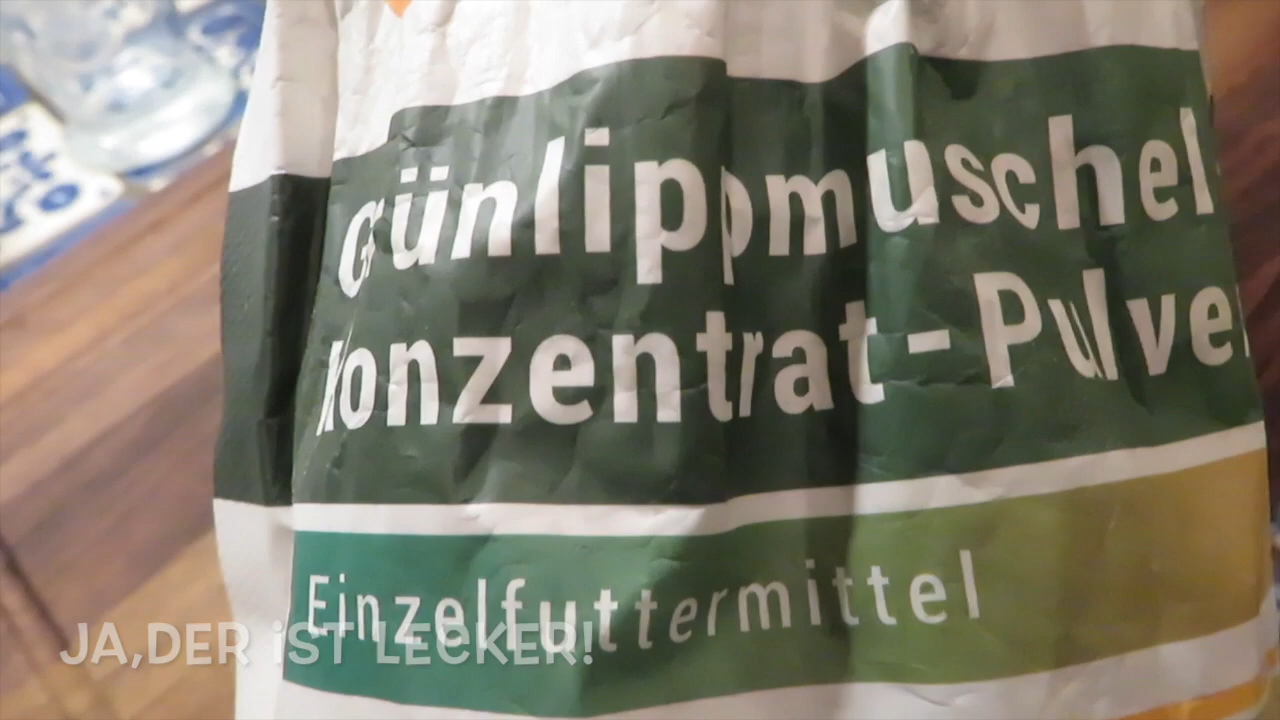 Günlippmuschel-
Konzentrat-Pulver
Einzelfuttermittel
JA,DER iST LECKER!